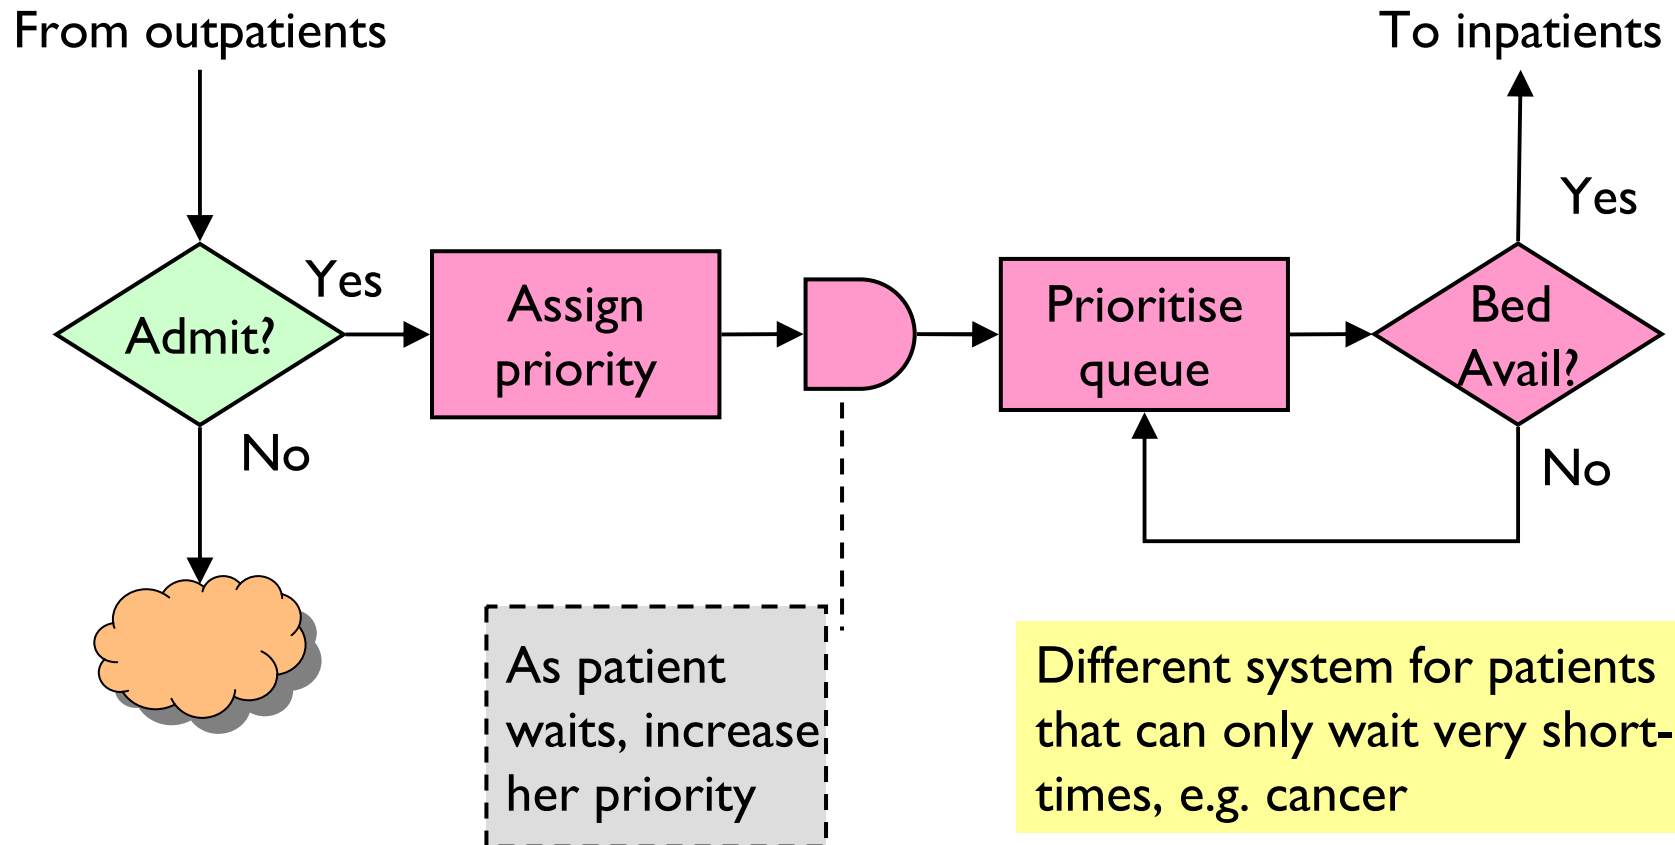 From outpatients
To inpatients
Yes
Yes
Admit?
Assign
priority
Prioritise
queue
Bed
Avail?
No
No
As patient
waits, increase
her priority
Different system for patients
that can only wait very short-
times, e.g. cancer